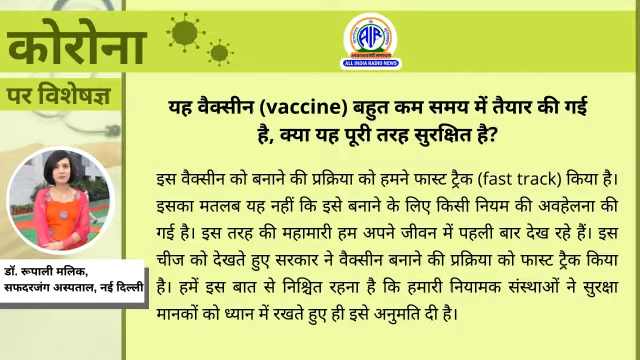 कोरोना
पर विशेषज्ञ
AIR
ALL INDIA RADIO NEWS
यह वैक्सीन (vaccine) बहुत कम समय में तैयार की गई
है, क्या यह पूरी तरह सुरक्षित है?
इस वैक्सीन को बनाने की प्रक्रिया को हमने फास्ट ट्रैक (fast track) किया है।
इसका मतलब यह नहीं कि इसे बनाने के लिए किसी नियम की अवहेलना की
गई है। इस तरह की महामारी हम अपने जीवन में पहली बार देख रहे हैं। इस
चीज को देखते हुए सरकार ने वैक्सीन बनाने की प्रक्रिया को फास्ट ट्रैक किया
है। हमें इस बात से निश्चित रहना है कि हमारी नियामक संस्थाओं ने सुरक्षा
मानकों को ध्यान में रखते हुए ही इसे अनुमति दी है।
डॉ. रूपाली मलिक,
सफदरजंग अस्पताल, नई दिल्ली